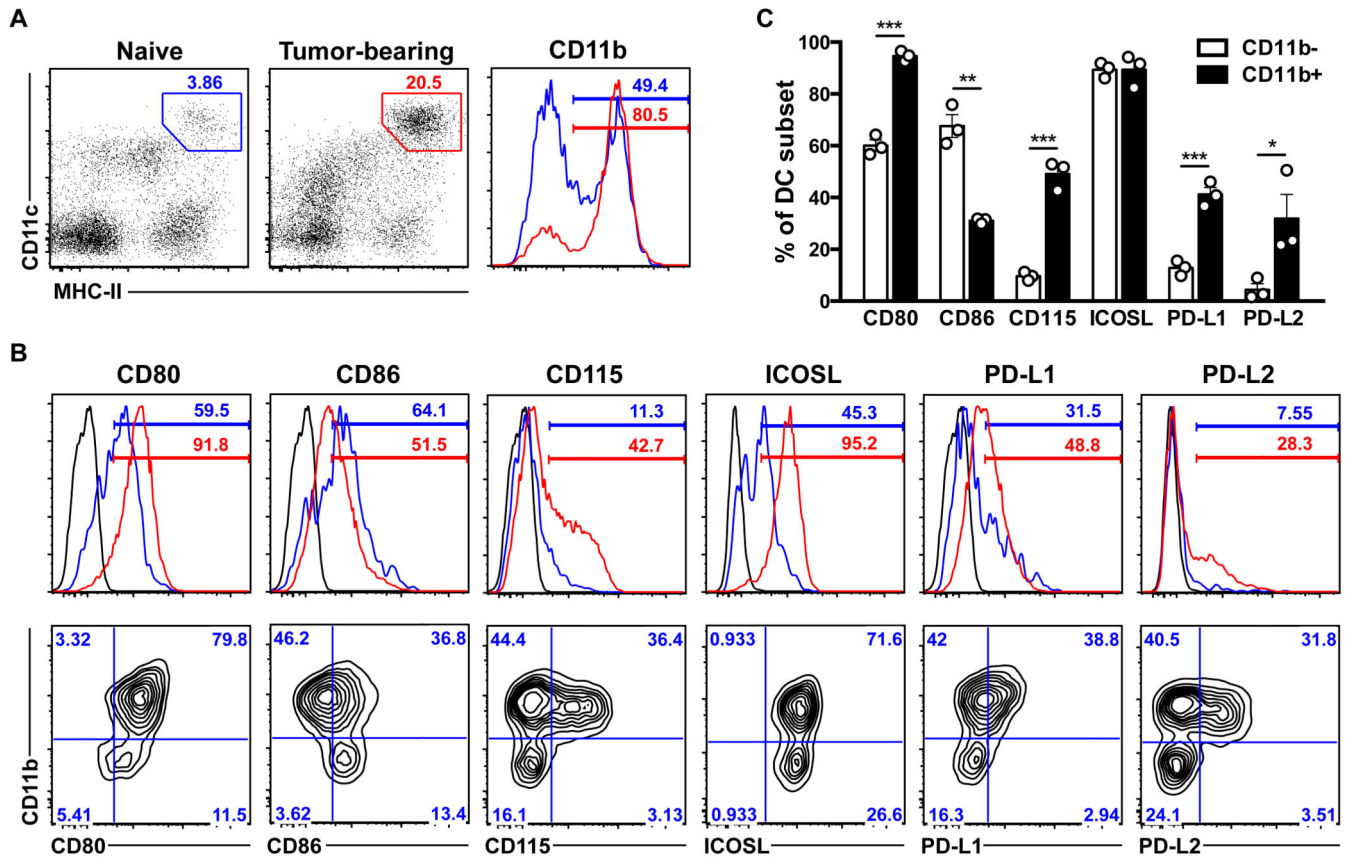 A
Naive
Tumor-bearing
CD11b
3.86
20.5
49.4
80.5
CD11c
MHC-II
C
% of DC subset
100
80
60
40
20
0
***
**
***
***
*
CD11b-
CD11b+
CD80
CD86
CD115
ICOSL
PD-L1
PD-L2
B
CD80
CD86
CD115
ICOSL
PD-L1
PD-L2
59.5
91.8
64.1
51.5
11.3
42.7
45.3
95.2
31.5
48.8
7.55
28.3
CD11b
3.32 79.8
5.41 11.5
CD80
46.2 36.8
3.62 13.4
CD86
44.4 36.4
16.1 3.13
CD115
0.933 71.6
0.933 26.6
ICOSL
42 38.8
16.3 2.94
PD-L1
40.5 31.8
24.1 3.51
PD-L2